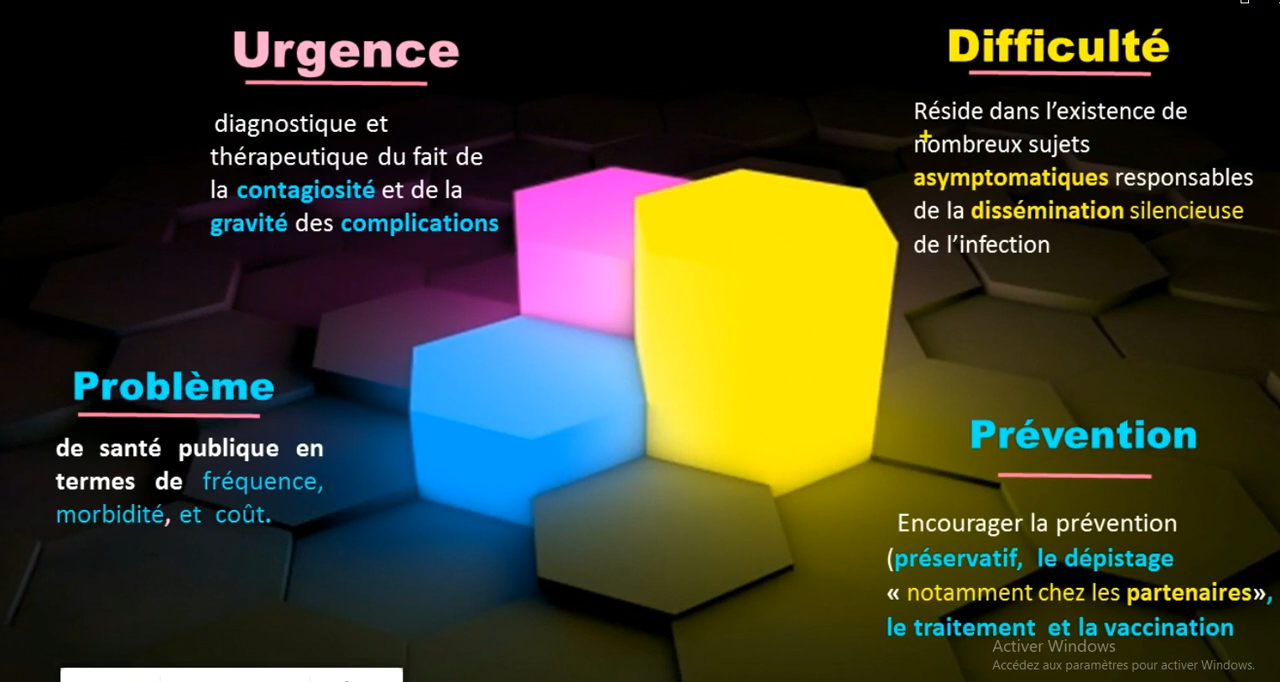 Urgence
diagnostique et
thérapeutique du fait de
la contagiosité et de la
gravité des complications
Difficulté
Réside dans l’existence de
nombreux sujets
asymptomatiques responsables
de la dissémination silencieuse
de l’infection
Problème
de santé publique en
termes de fréquence,
morbidité, et coût.
Prévention
Encourager la prévention
(préservatif, le dépistage
« notamment chez les partenaires»,
le traitement et la vaccination
Activer Windows
Accédez aux paramètres pour activer Windows.